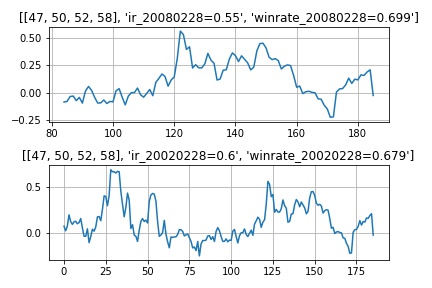 [[47, 50, 52, 58], 'ir_20080228=0.55', 'winrate_20080228=0.699']
0.50
0.25
0.00
−0.25
80 100 120 140 160 180
[[47, 50, 52, 58], 'ir_20020228=0.6', 'winrate_20020228=0.679']
0.5
0.0
0 25 50 75 100 125 150 175